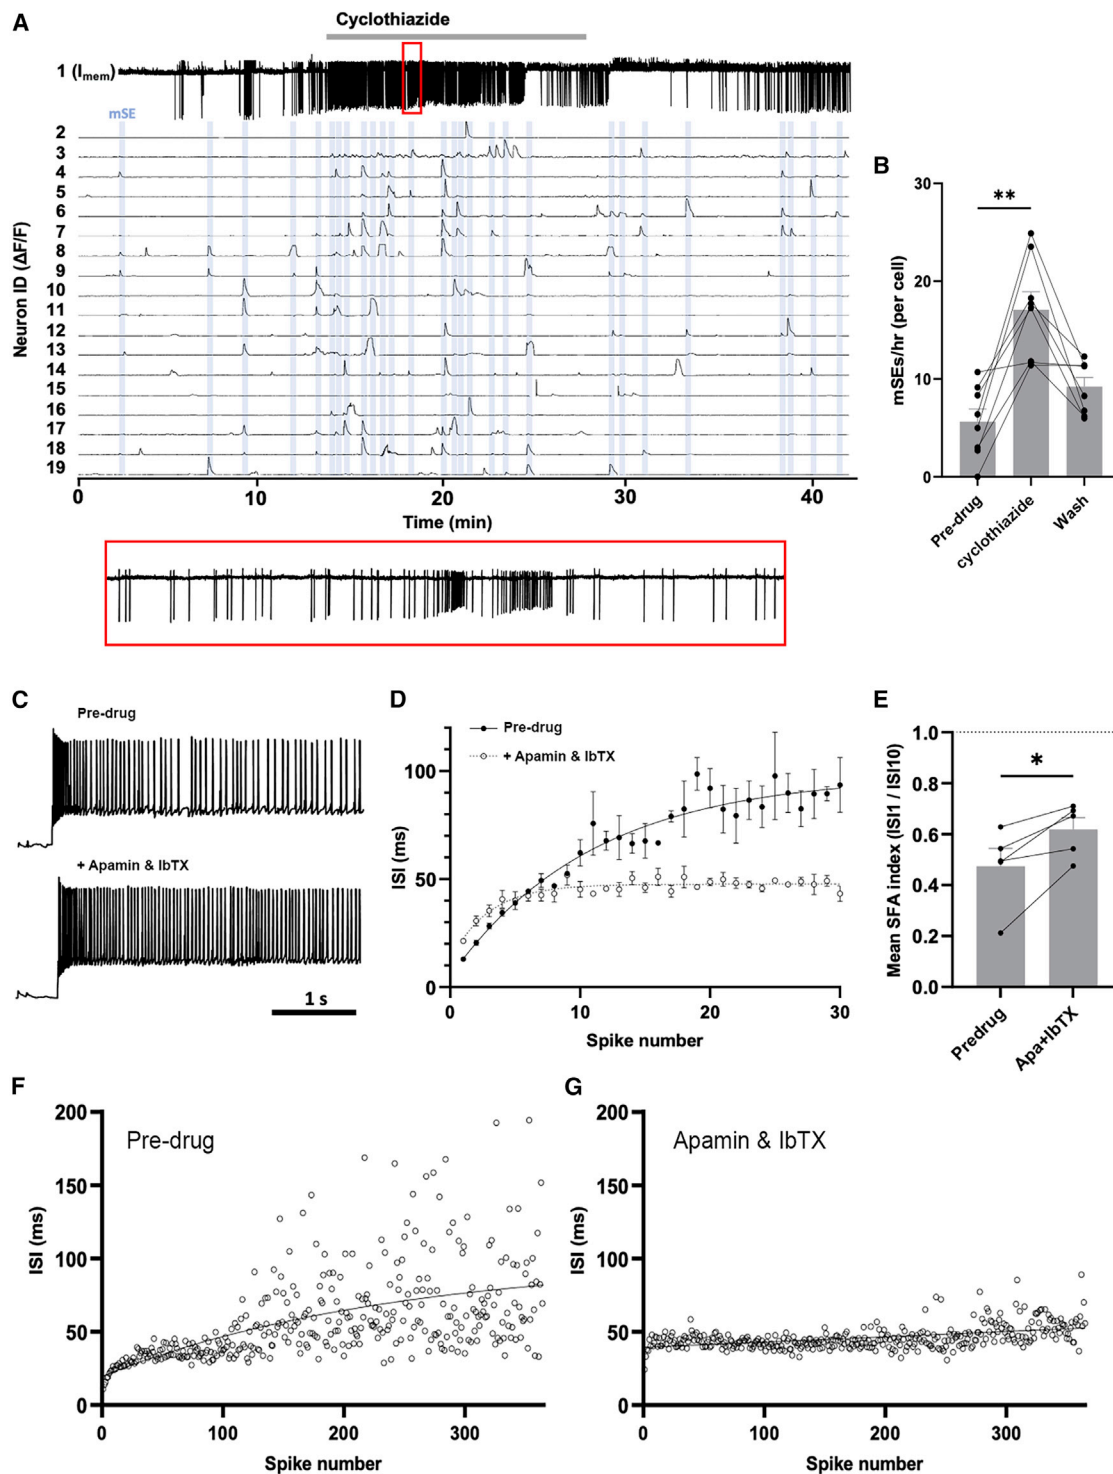 A
Cyclothiazide
1 (Imem)
mSE
Neuron ID (ΔF/F)
2
3
4
5
6
7
8
9
10
11
12
13
14
15
16
17
18
19
0 10 20 30 40
Time (min)
B
mSEs/hr (per cell)
30
20
10
0
**
Pre-drug
cyclothiazide
Wash
C
Pre-drug
+ Apamin & IbTX
1 s
D
Pre-drug
+ Apamin & IbTX
ISI (ms)
100
50
0
0 10 20 30
Spike number
E
Mean SFA index (ISI1 / ISI10)
1.0
0.8
0.6
0.4
0.2
0.0
*
Predrug
Apa+IbTX
F
Pre-drug
ISI (ms)
200
150
100
50
0
0 100 200 300
Spike number
G
Apamin & IbTX
ISI (ms)
200
150
100
50
0
0 100 200 300
Spike number